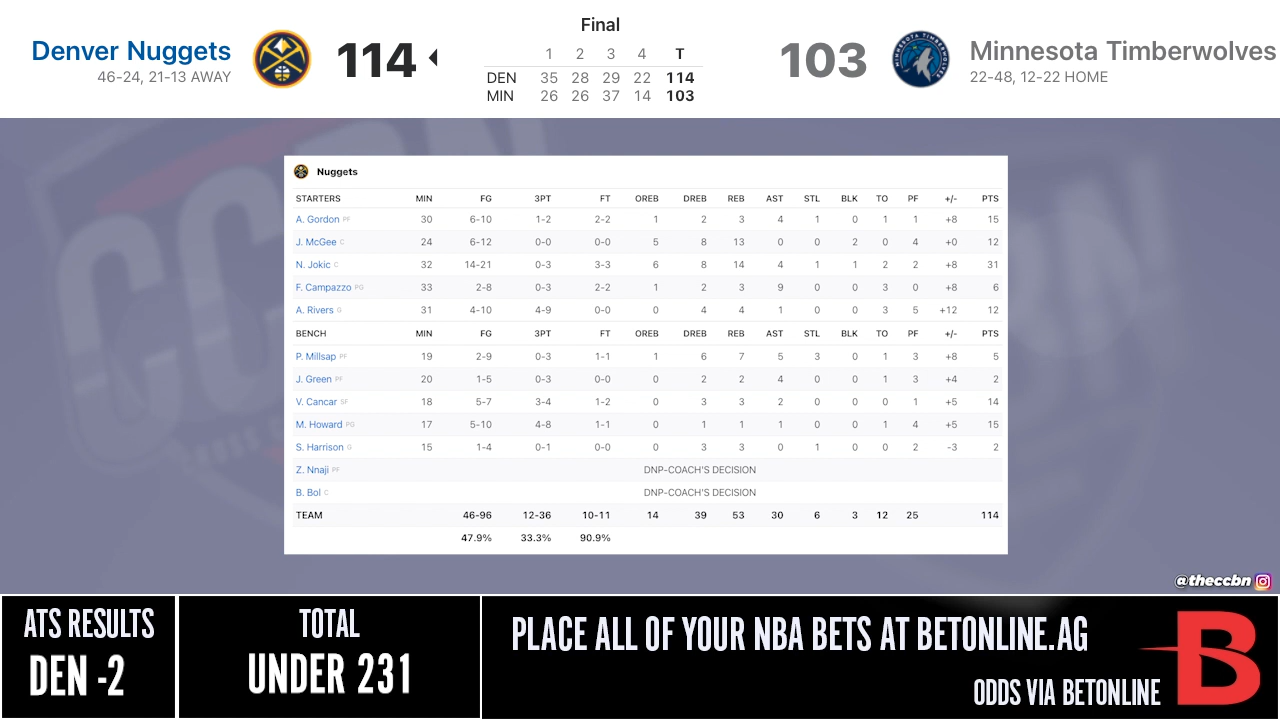 Final
Denver Nuggets 114 1 2 3 4 T 103 Minnesota Timberwolves
46-24, 21-13 AWAY DEN 35 28 29 22 114 22-48, 12-22 HOME
MIN 26 26 37 14 103
Nuggets
STARTERS MIN FG 3PT FT OREB DREB REB AST STL BLK TO PF +/- PTS
A. Gordon PF 30 6-10 1-2 2-2 1 2 3 4 1 0 1 1 +8 15
J. McGee C 24 6-12 0-0 0-0 5 8 13 0 0 2 0 4 +0 12
N. Jokic C 32 14-21 0-3 3-3 6 8 14 4 1 1 2 2 +8 31
F. Campazzo PG 33 2-8 0-3 2-2 1 2 3 9 0 0 3 0 +8 6
A. Rivers G 31 4-10 4-9 0-0 0 4 4 1 0 0 3 5 +12 12
BENCH MIN FG 3PT FT OREB DREB REB AST STL BLK TO PF +/- PTS
P. Millsap PF 19 2-9 0-3 1-1 1 6 7 5 3 0 1 3 +8 5
J. Green PF 20 1-5 0-3 0-0 0 2 2 4 0 0 1 3 +4 2
V. Cancar SF 18 5-7 3-4 1-2 0 3 3 2 0 0 0 1 +5 14
M. Howard PG 17 5-10 4-8 1-1 0 1 1 1 0 0 1 4 +5 15
S. Harrison G 15 1-4 0-1 0-0 0 3 3 0 1 0 0 2 -3 2
Z. Nnaji PF DNP-COACH'S DECISION
B. Bol C DNP-COACH'S DECISION
TEAM 46-96 12-36 10-11 14 39 53 30 6 3 12 25 114
47.9% 33.3% 90.9%
@theccbn
ATS RESULTS
DEN -2
TOTAL
UNDER 231
PLACE ALL OF YOUR NBA BETS AT BETONLINE.AG
ODDS VIA BETONLINE
B